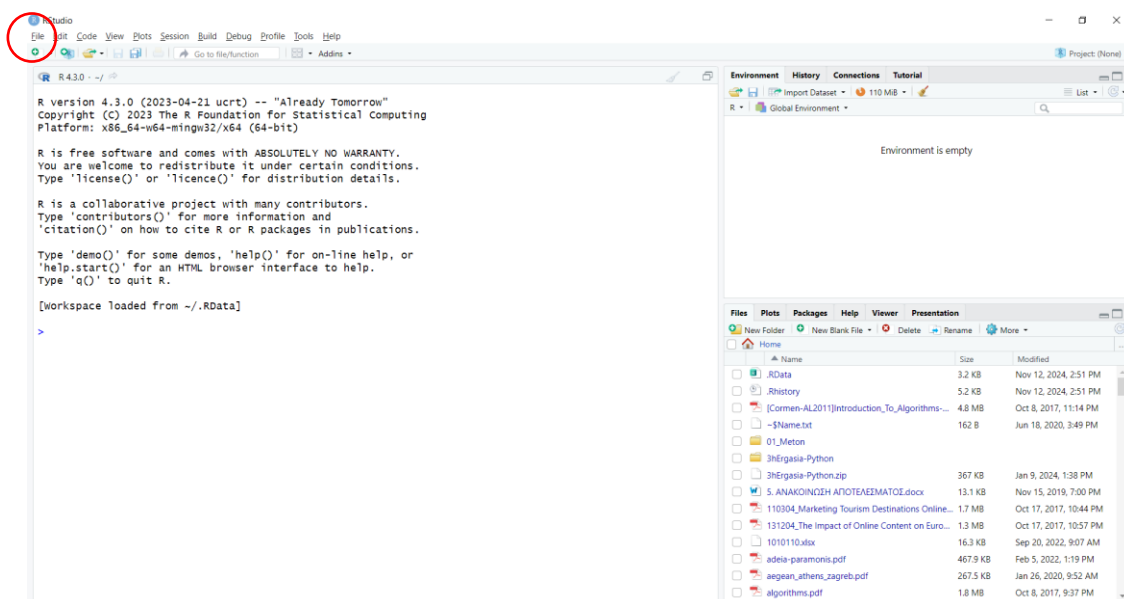 RStudio
File Edit Code View Plots Session Build Debug Profile Tools Help
Go to file/function Addins Project: (None)
R 4.3.0 · ~/
R version 4.3.0 (2023-04-21 ucrt) -- "Already Tomorrow"
Copyright (C) 2023 The R Foundation for Statistical Computing
Platform: x86_64-w64-mingw32/x64 (64-bit)
R is free software and comes with ABSOLUTELY NO WARRANTY.
You are welcome to redistribute it under certain conditions.
Type 'license()' or 'licence()' for distribution details.
R is a collaborative project with many contributors.
Type 'contributors()' for more information and
'citation()' on how to cite R or R packages in publications.
Type 'demo()' for some demos, 'help()' for on-line help, or
'help.start()' for an HTML browser interface to help.
Type 'q()' to quit R.
[Workspace loaded from ~/.RData]
>
Environment History Connections Tutorial
Import Dataset 110 MiB List
R Global Environment
Environment is empty
Files Plots Packages Help Viewer Presentation
New Folder New Blank File Delete Rename More
Home
Name Size Modified
.RData 3.2 KB Nov 12, 2024, 2:51 PM
.Rhistory 5.2 KB Nov 12, 2024, 2:51 PM
[Cormen-AL2011]Introduction_To_Algorithms-... 4.8 MB Oct 8, 2017, 11:14 PM
~$Name.txt 162 B Jun 18, 2020, 3:49 PM
01_Meton
3hErgasia-Python
3hErgasia-Python.zip 367 KB Jan 9, 2024, 1:38 PM
5. ΑΝΑΚΟΙΝΩΣΗ ΑΠΟΤΕΛΕΣΜΑΤΟΣ.docx 13.1 KB Nov 15, 2019, 7:00 PM
110304_Marketing Tourism Destinations Online... 1.7 MB Oct 17, 2017, 10:44 PM
131204_The Impact of Online Content on Euro... 1.3 MB Oct 17, 2017, 10:57 PM
1010110.xlsx 16.3 KB Sep 20, 2022, 9:07 AM
adeia-paramonis.pdf 467.9 KB Feb 5, 2022, 1:19 PM
aegean_athens_zagreb.pdf 267.5 KB Jan 26, 2020, 9:52 AM
algorithms.pdf 1.8 MB Oct 8, 2017, 9:37 PM